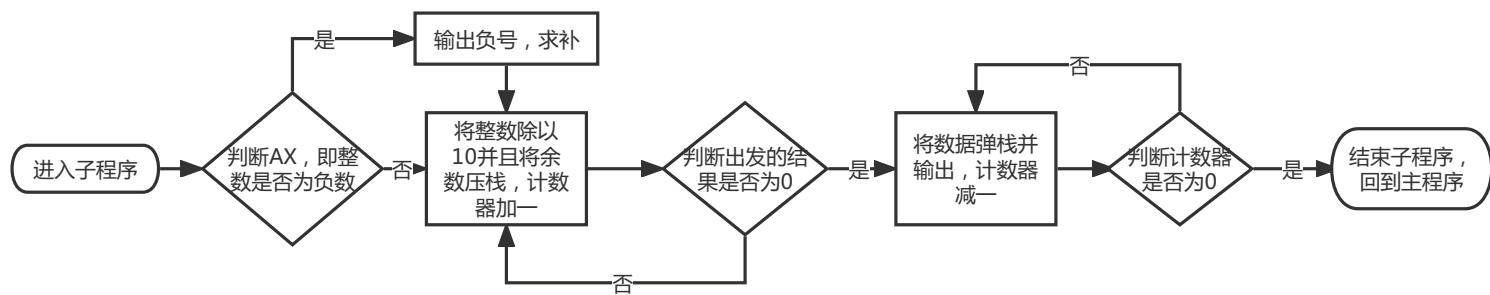 进入子程序
判断AX，即整
数是否为负数
是
输出负号，求补
否
将整数除以
10并且将余
数压栈，计数
器加一
判断出发的结
果是否为0
否
是
将数据弹栈并
输出，计数器
减一
判断计数器
是否为0
否
是
结束子程序，
回到主程序